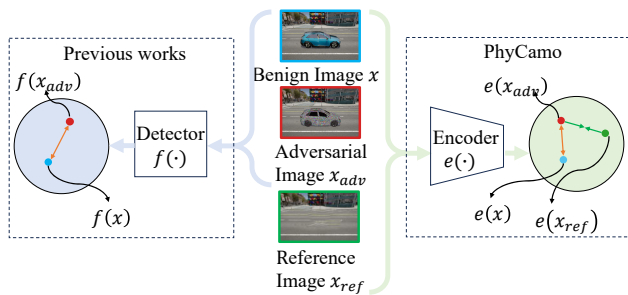 Previous works
f(x_adv)
Detector
f(·)
f(x)
Benign Image x
Adversarial
Image x_adv
Reference
Image x_ref
PhyCamo
e(x_adv)
Encoder
e(·)
e(x)
e(x_ref)